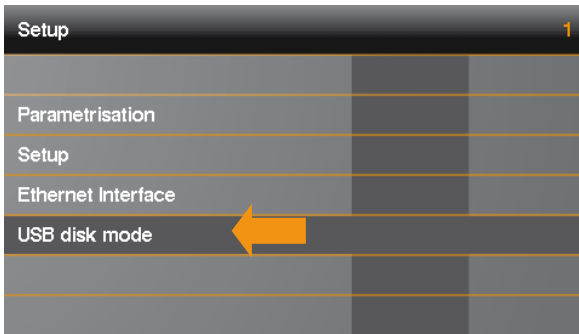 Setup 1
Parametrisation
Setup
Ethernet Interface
USB disk mode